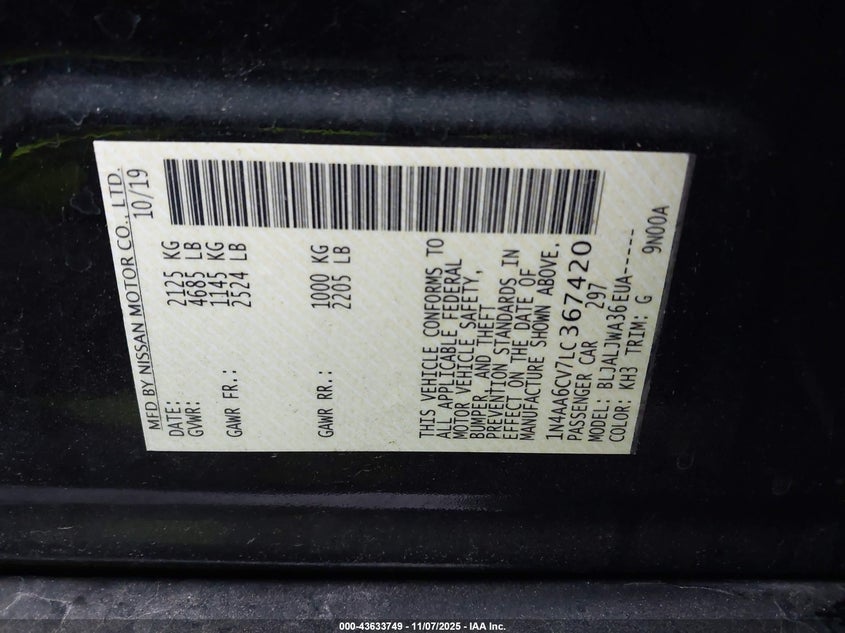 MFD BY NISSAN MOTOR CO., LTD.
DATE: 10/19
GVWR: 2125 KG
4685 LB
GAWR FR.: 1145 KG
2524 LB
GAWR RR.: 1000 KG
2205 LB
THIS VEHICLE CONFORMS TO
ALL APPLICABLE FEDERAL
MOTOR VEHICLE SAFETY,
BUMPER, AND THEFT
PREVENTION STANDARDS IN
EFFECT ON THE DATE OF
MANUFACTURE SHOWN ABOVE.
1N4AA6CV7LC367420
PASSENGER CAR 297
MODEL: BLJALJWA36EUA------
COLOR: KH3 TRIM: G 9N00A
000-43633749 — 11/07/2025 — IAA Inc.